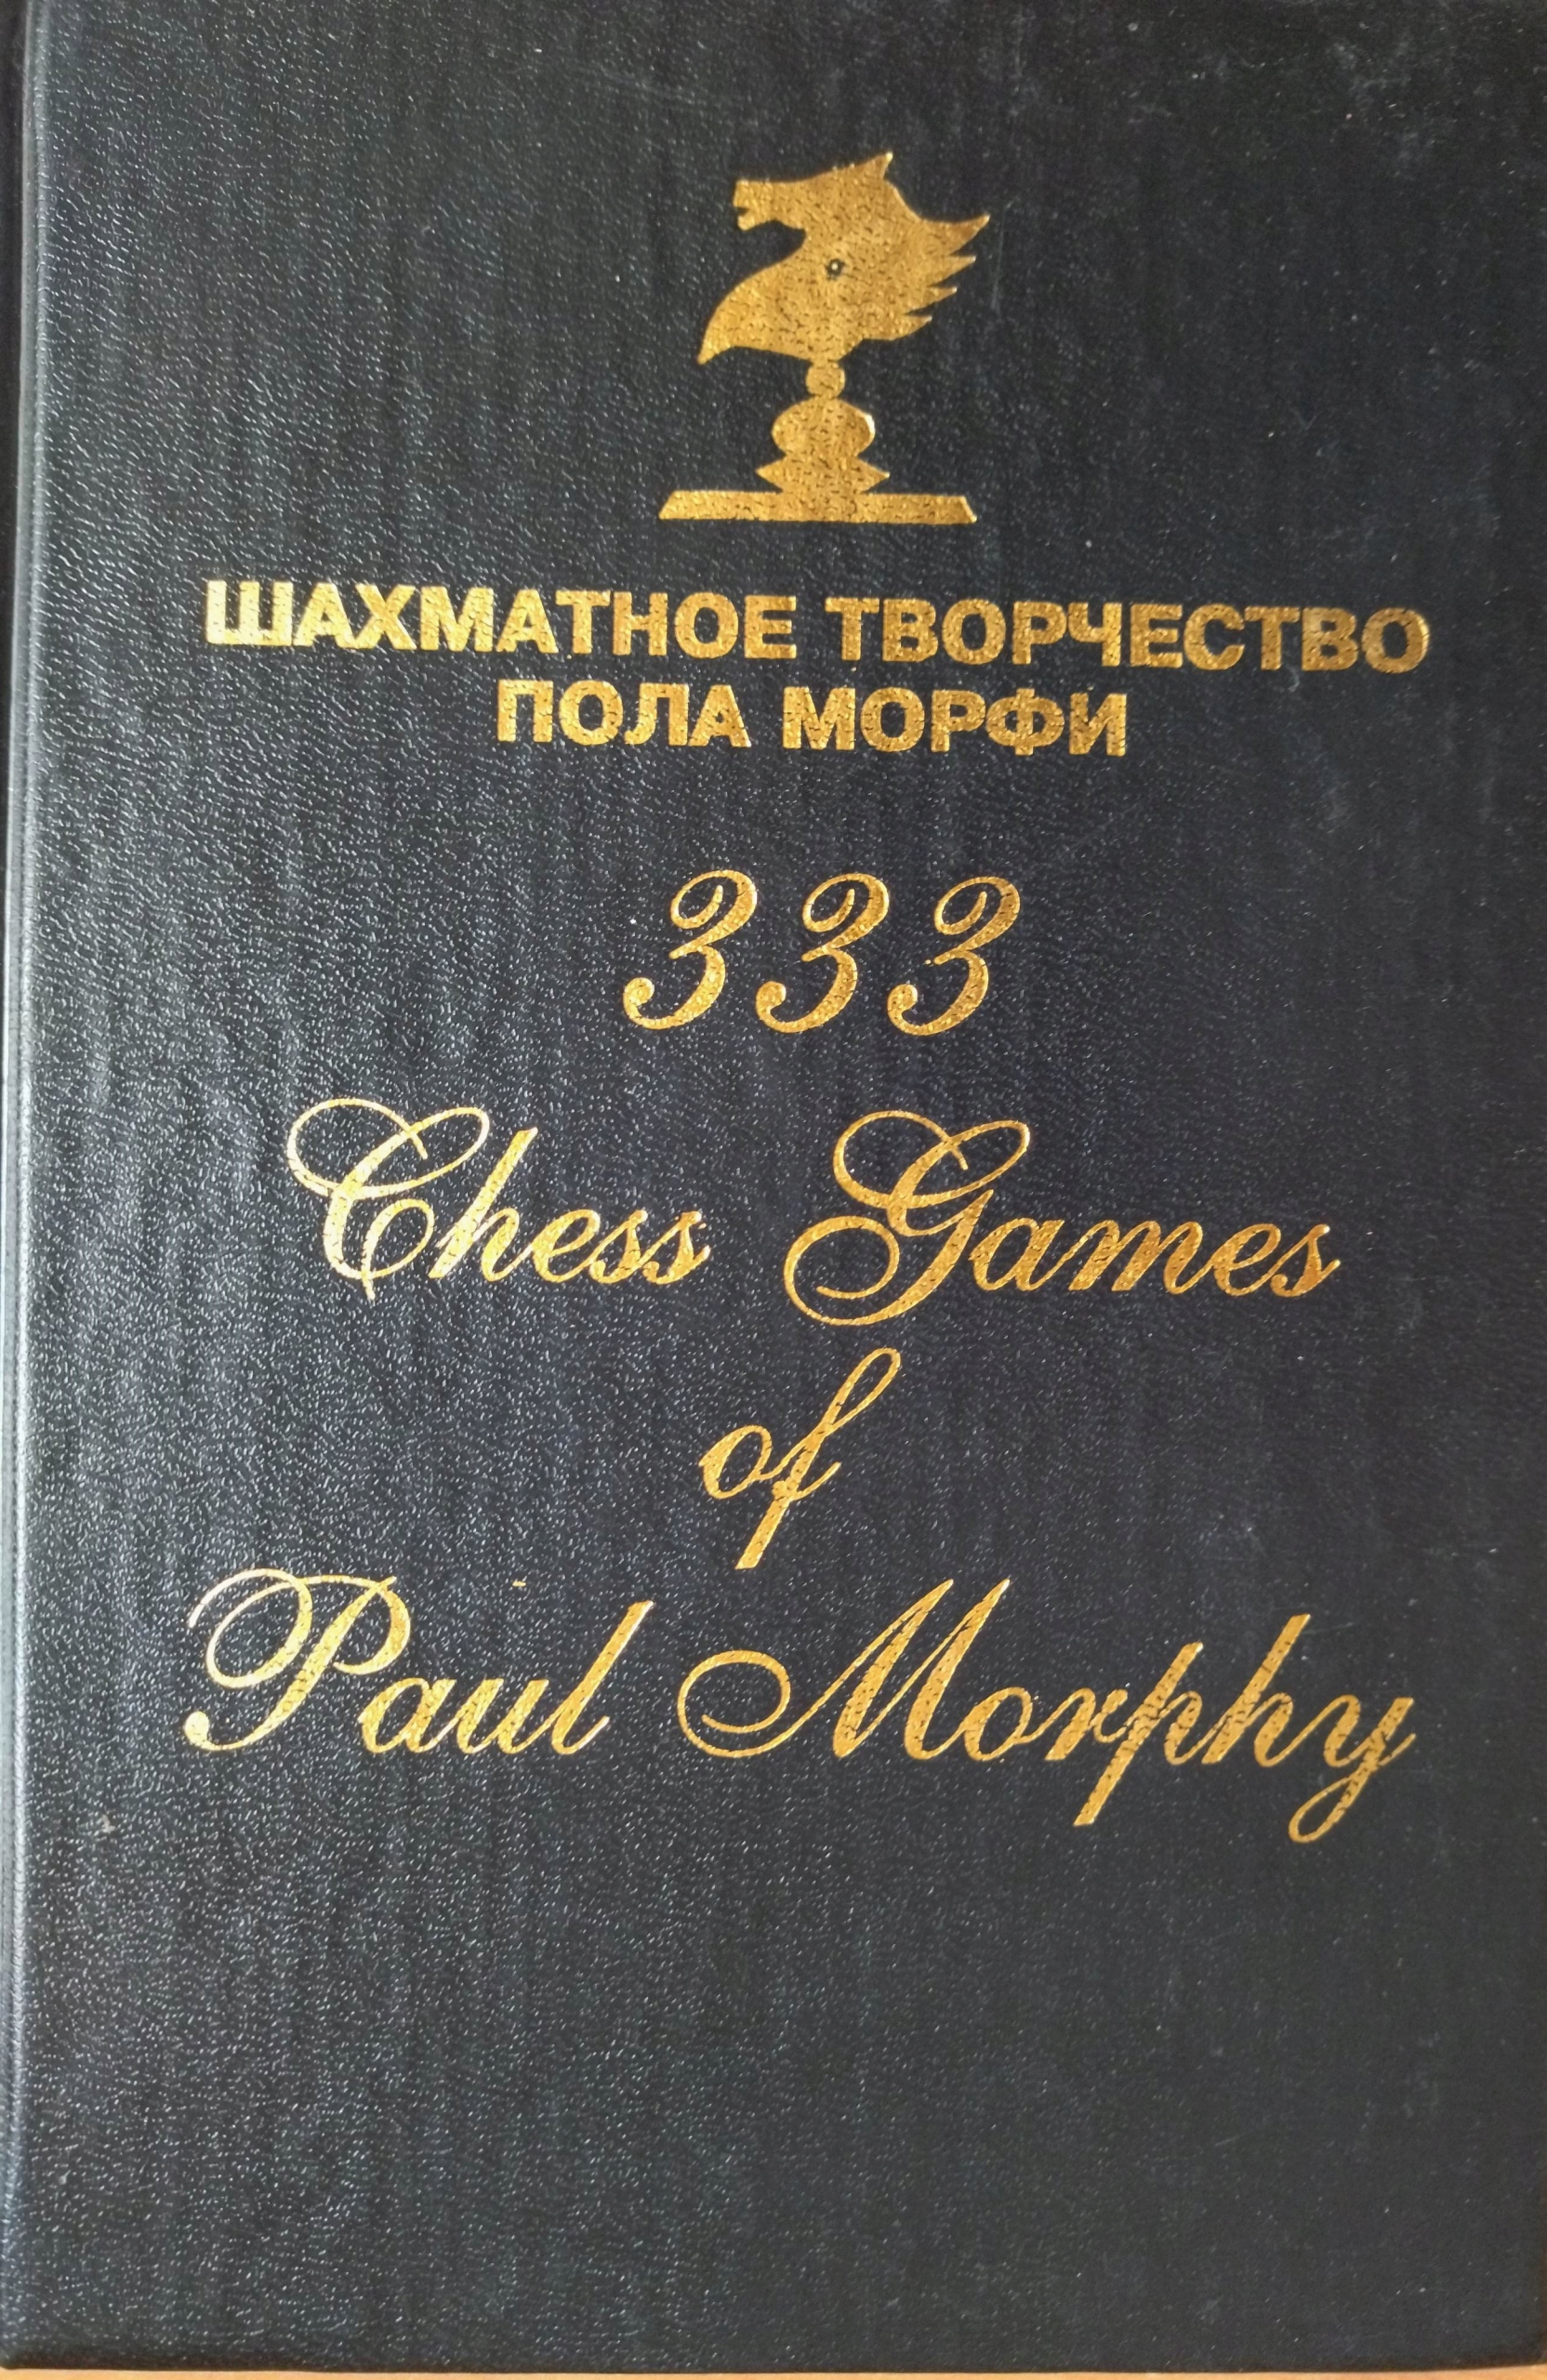 ШАХМАТНОЕ ТВОРЧЕСТВО
ПОЛА МОРФИ
333
Chess Games
of
Paul Morphy